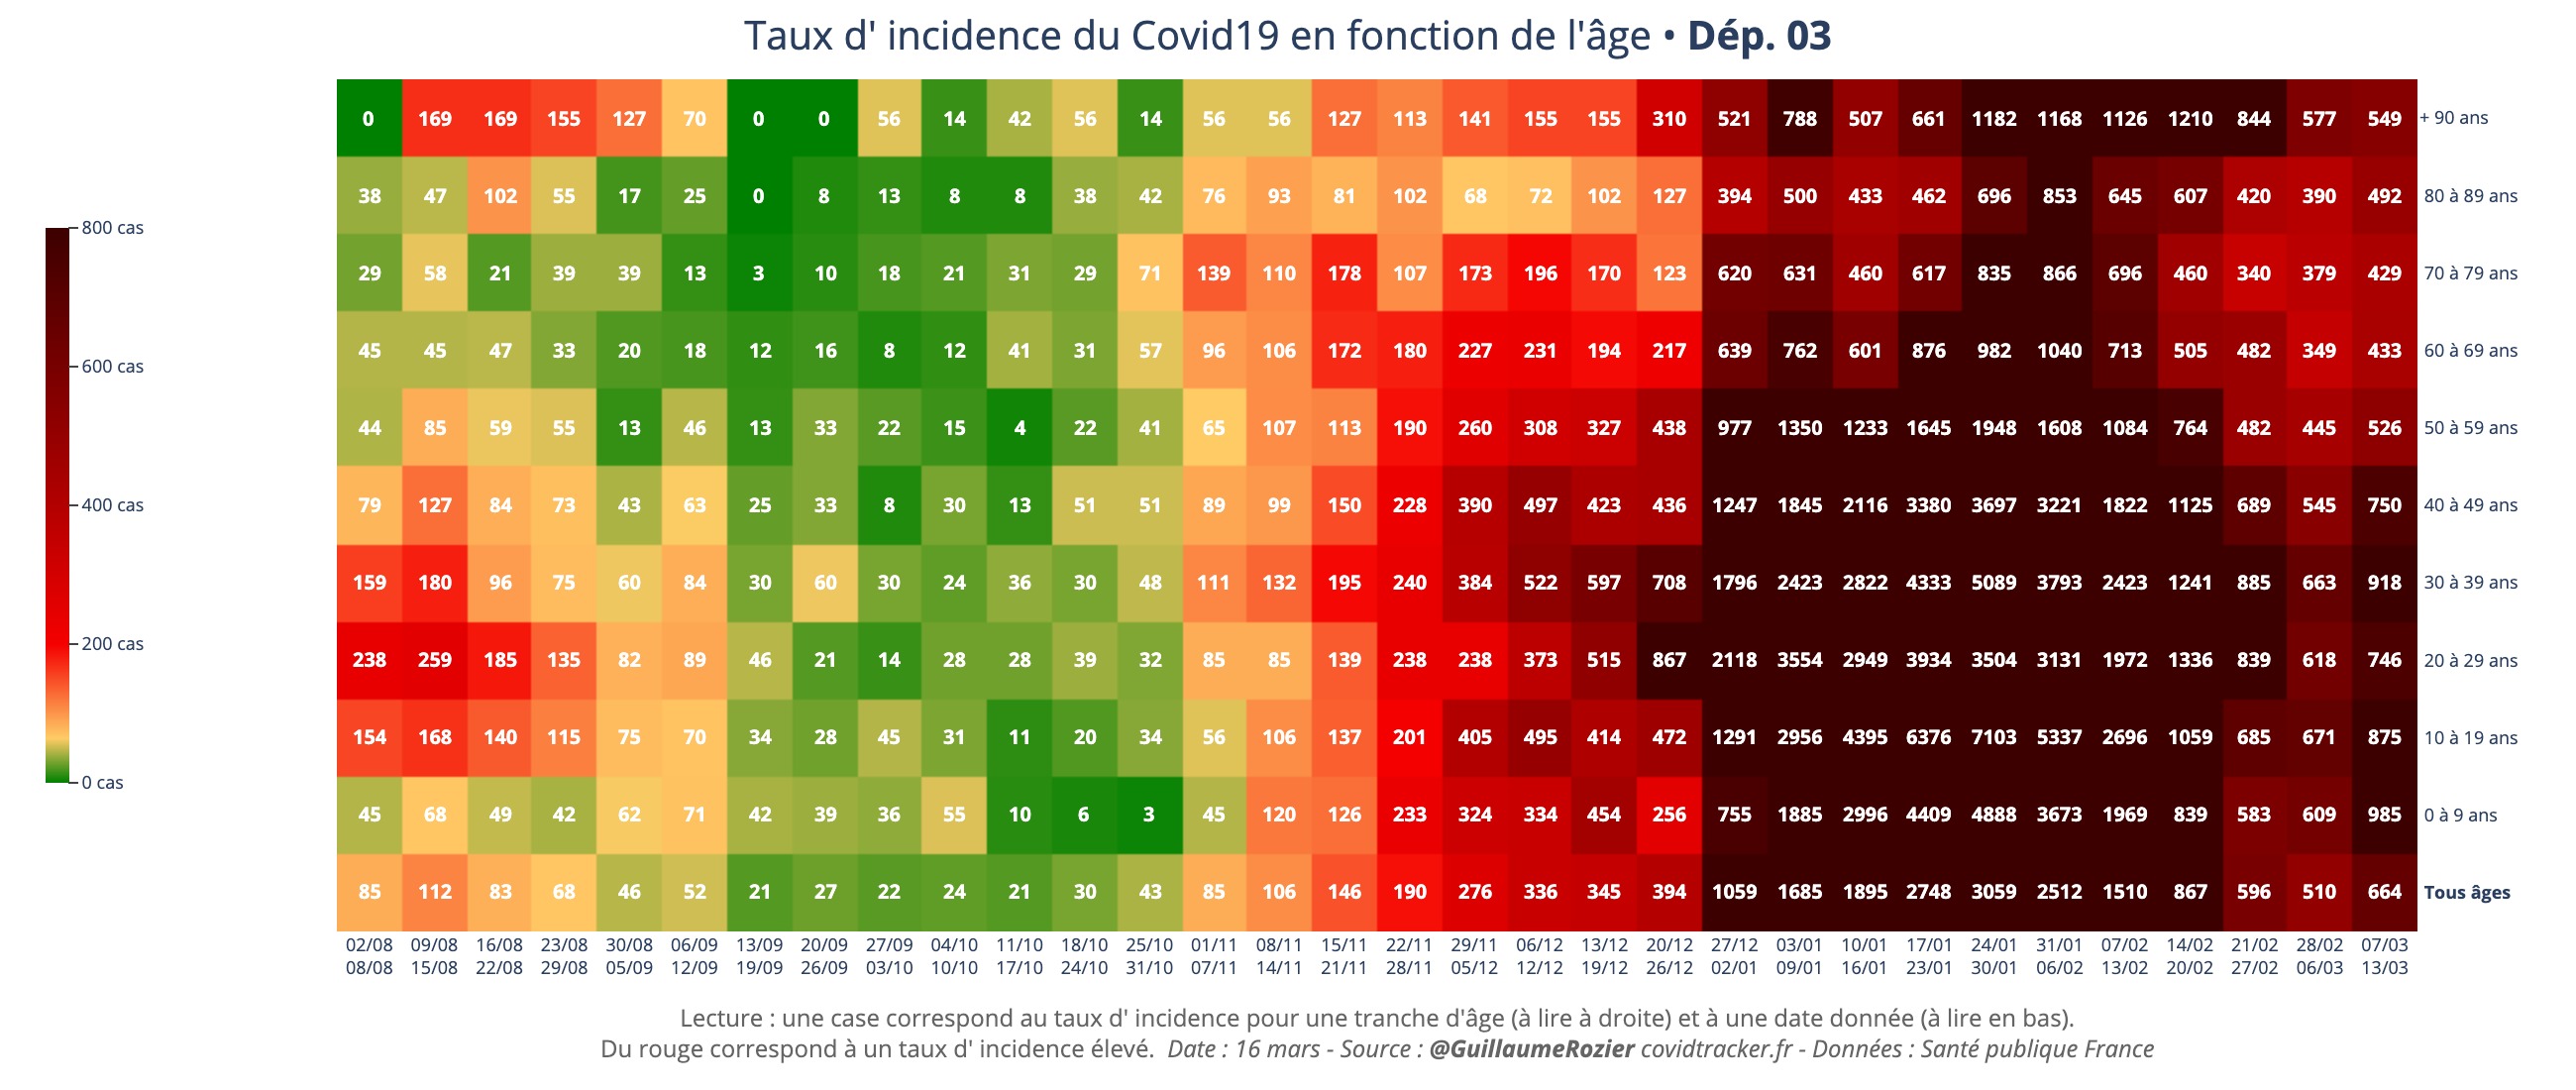 Taux d' incidence du Covid19 en fonction de l'âge • Dép. 03
0 169 169 155 127 70 0 0 56 14 42 56 14 56 56 127 113 141 155 155 310 521 788 507 661 1182 1168 1126 1210 844 577 549 + 90 ans
38 47 102 55 17 25 0 8 13 8 8 38 42 76 93 81 102 68 72 102 127 394 500 433 462 696 853 645 607 420 390 492 80 à 89 ans
800 cas
29 58 21 39 39 13 3 10 18 21 31 29 71 139 110 178 107 173 196 170 123 620 631 460 617 835 866 696 460 340 379 429 70 à 79 ans
45 45 47 33 20 18 12 16 8 12 41 31 57 96 106 172 180 227 231 194 217 639 762 601 876 982 1040 713 505 482 349 433 60 à 69 ans
600 cas
44 85 59 55 13 46 13 33 22 15 4 22 41 65 107 113 190 260 308 327 438 977 1350 1233 1645 1948 1608 1084 764 482 445 526 50 à 59 ans
400 cas
79 127 84 73 43 63 25 33 8 30 13 51 51 89 99 150 228 390 497 423 436 1247 1845 2116 3380 3697 3221 1822 1125 689 545 750 40 à 49 ans
159 180 96 75 60 84 30 60 30 24 36 30 48 111 132 195 240 384 522 597 708 1796 2423 2822 4333 5089 3793 2423 1241 885 663 918 30 à 39 ans
200 cas
238 259 185 135 82 89 46 21 14 28 28 39 32 85 85 139 238 238 373 515 867 2118 3554 2949 3934 3504 3131 1972 1336 839 618 746 20 à 29 ans
154 168 140 115 75 70 34 28 45 31 11 20 34 56 106 137 201 405 495 414 472 1291 2956 4395 6376 7103 5337 2696 1059 685 671 875 10 à 19 ans
0 cas
45 68 49 42 62 71 42 39 36 55 10 6 3 45 120 126 233 324 334 454 256 755 1885 2996 4409 4888 3673 1969 839 583 609 985 0 à 9 ans
85 112 83 68 46 52 21 27 22 24 21 30 43 85 106 146 190 276 336 345 394 1059 1685 1895 2748 3059 2512 1510 867 596 510 664 Tous âges
02/08 09/08 16/08 23/08 30/08 06/09 13/09 20/09 27/09 04/10 11/10 18/10 25/10 01/11 08/11 15/11 22/11 29/11 06/12 13/12 20/12 27/12 03/01 10/01 17/01 24/01 31/01 07/02 14/02 21/02 28/02 07/03
08/08 15/08 22/08 29/08 05/09 12/09 19/09 26/09 03/10 10/10 17/10 24/10 31/10 07/11 14/11 21/11 28/11 05/12 12/12 19/12 26/12 02/01 09/01 16/01 23/01 30/01 06/02 13/02 20/02 27/02 06/03 13/03
Lecture : une case correspond au taux d' incidence pour une tranche d'âge (à lire à droite) et à une date donnée (à lire en bas).
Du rouge correspond à un taux d' incidence élevé. Date : 16 mars - Source : @GuillaumeRozier covidtracker.fr - Données : Santé publique France